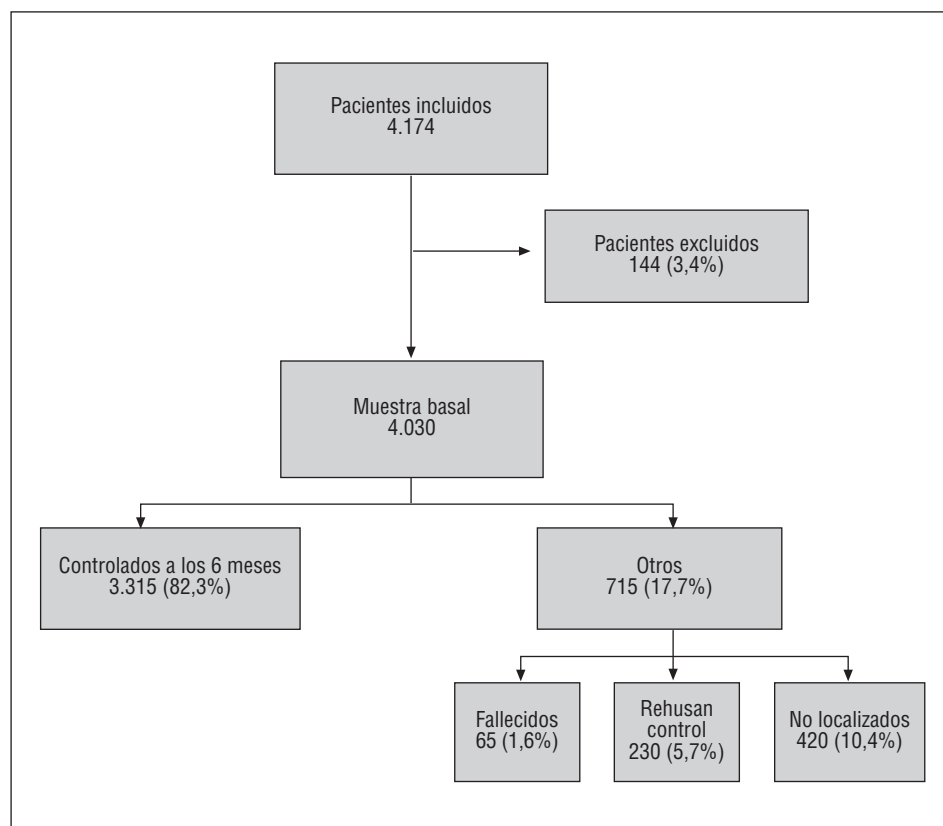 Pacientes incluidos
4.174
Pacientes excluidos
144 (3,4%)
Muestra basal
4.030
Controlados a los 6 meses
3.315 (82,3%)
Otros
715 (17,7%)
Fallecidos
65 (1,6%)
Rehusan
control
230 (5,7%)
No localizados
420 (10,4%)